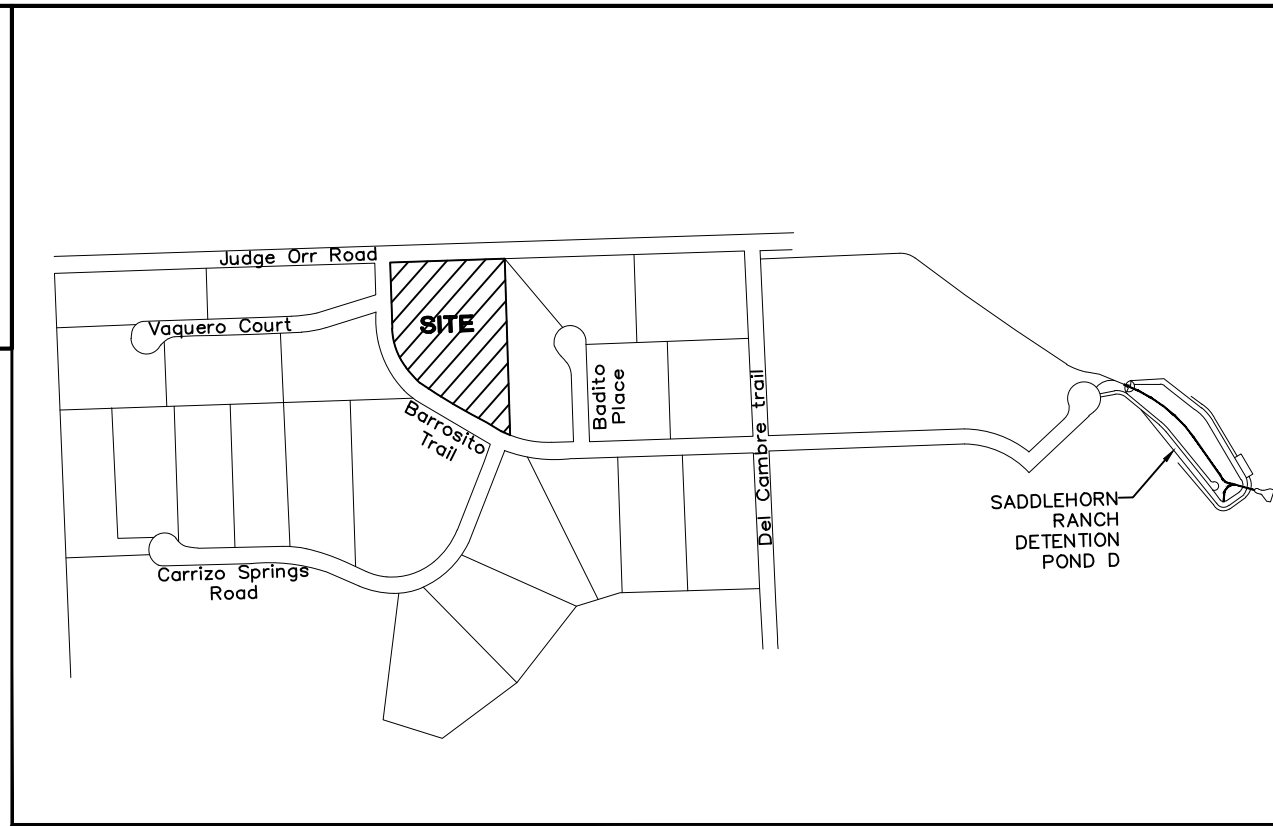 Judge Orr Road
Vaquero Court
SITE
Badito
Place
Barrosito
Trail
Del Cambre trail
SADDLEHORN
RANCH
DETENTION
POND D
Carrizo Springs
Road